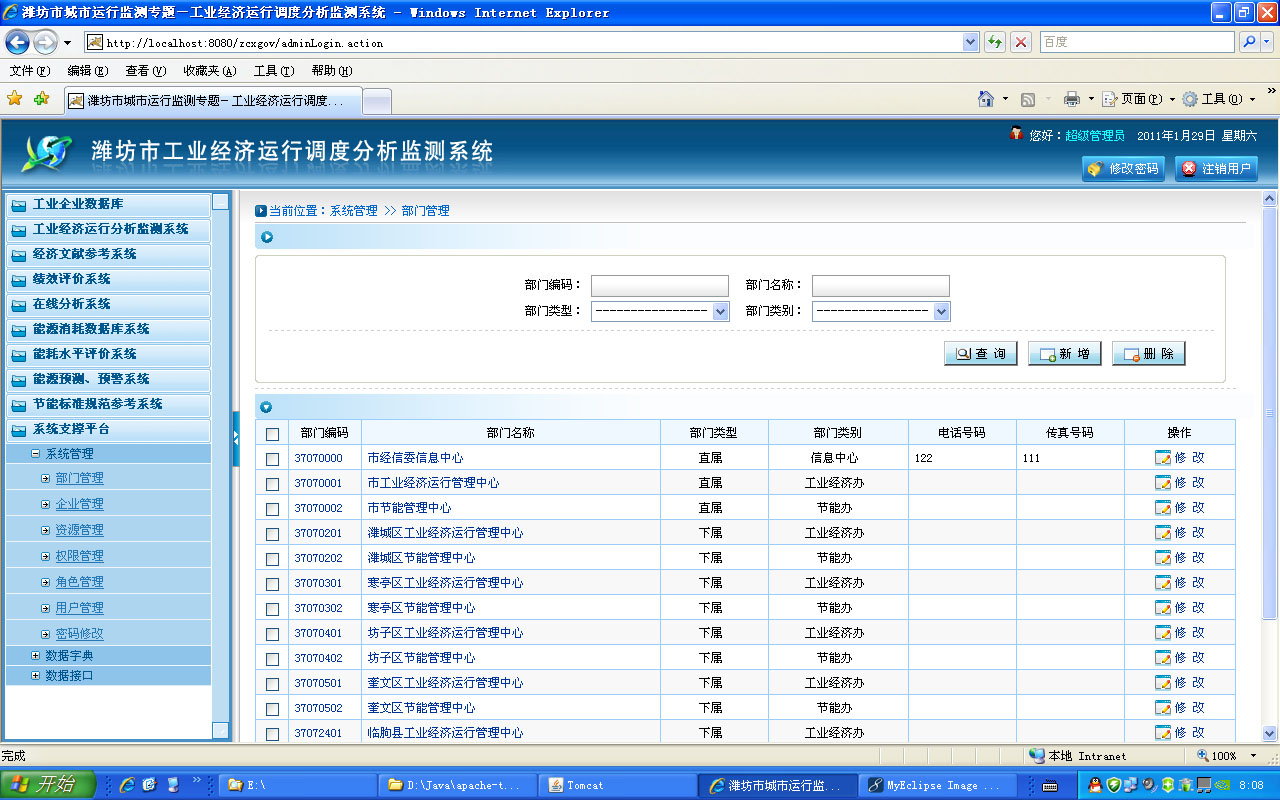 潍坊市城市运行监测专题－工业经济运行调度分析监测系统 - Windows Internet Explorer
http://localhost:8080/zcxgov/adminLogin.action
百度
文件(F) 编辑(E) 查看(V) 收藏夹(A) 工具(T) 帮助(H)
潍坊市城市运行监测专题－工业经济运行调度...
页面(P) 工具(O)
潍坊市工业经济运行调度分析监测系统
您好：超级管理员 2011年1月29日 星期六
修改密码 注销用户
工业企业数据库
工业经济运行分析监测系统
经济文献参考系统
绩效评价系统
在线分析系统
能源消耗数据库系统
能耗水平评价系统
能源预测、预警系统
节能标准规范参考系统
系统支撑平台
系统管理
部门管理
企业管理
资源管理
权限管理
角色管理
用户管理
密码修改
数据字典
数据接口
当前位置：系统管理 >> 部门管理
部门编码： 部门名称：
部门类型： ---------------- 部门类别： ----------------
查 询 新 增 删 除
部门编码 部门名称 部门类型 部门类别 电话号码 传真号码 操作
37070000 市经信委信息中心 直属 信息中心 122 111 修 改
37070001 市工业经济运行管理中心 直属 工业经济办 修 改
37070002 市节能管理中心 直属 节能办 修 改
37070201 潍城区工业经济运行管理中心 下属 工业经济办 修 改
37070202 潍城区节能管理中心 下属 节能办 修 改
37070301 寒亭区工业经济运行管理中心 下属 工业经济办 修 改
37070302 寒亭区节能管理中心 下属 节能办 修 改
37070401 坊子区工业经济运行管理中心 下属 工业经济办 修 改
37070402 坊子区节能管理中心 下属 节能办 修 改
37070501 奎文区工业经济运行管理中心 下属 工业经济办 修 改
37070502 奎文区节能管理中心 下属 节能办 修 改
37072401 临朐县工业经济运行管理中心 下属 工业经济办 修 改
完成 本地 Intranet 100%
开始 E:\ D:\Java\apache-t... Tomcat 潍坊市城市运行监... MyEclipse Image ... 8:08